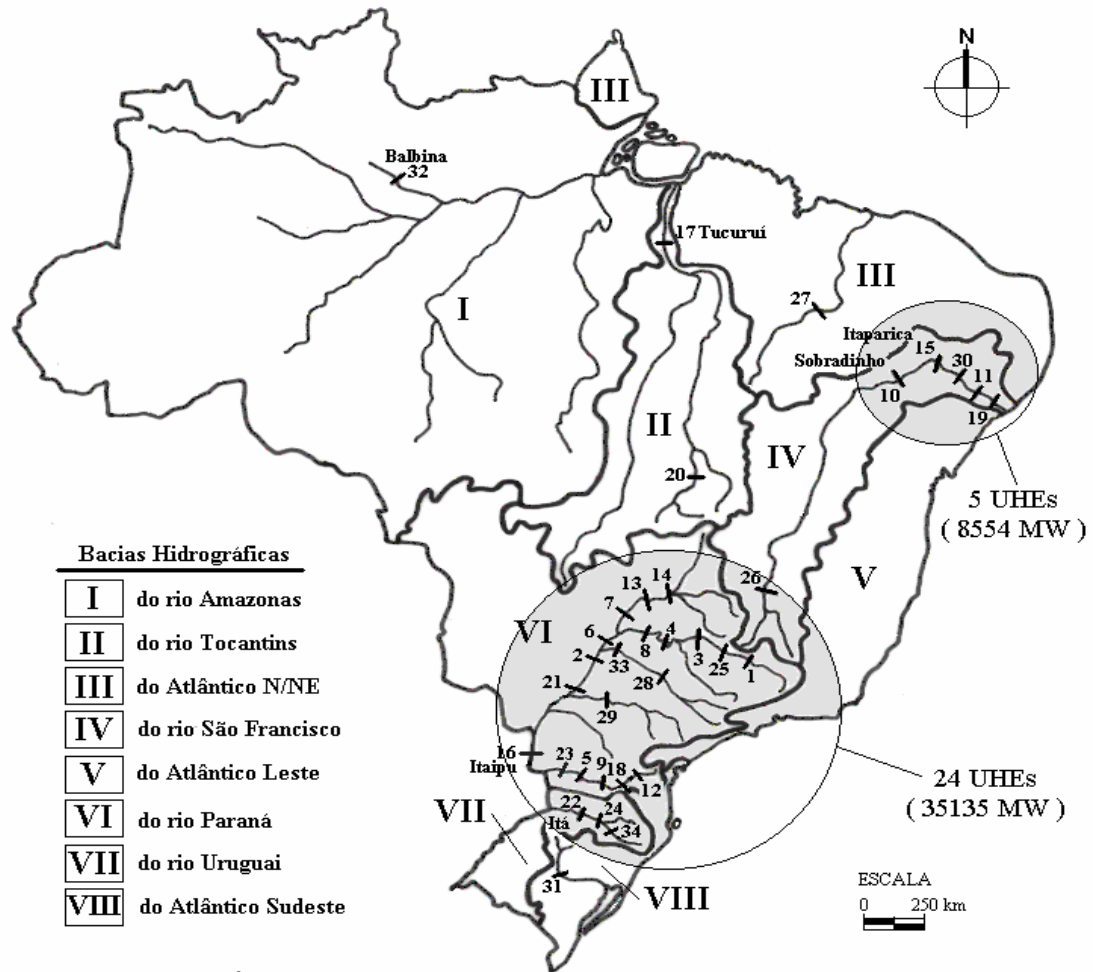 N
III
Balbina
32
17 Tucuruí
I
III
27
Itaparica
Sobradinho
15
30
11
10
19
II
IV
20
5 UHEs
( 8554 MW )
Bacias Hidrográficas
I do rio Amazonas
II do rio Tocantins
III do Atlântico N/NE
IV do rio São Francisco
V do Atlântico Leste
VI do rio Paraná
VII do rio Uruguai
VIII do Atlântico Sudeste
V
26
13
14
7
VI
6
4
8
3
2
33
25
1
28
21
29
16
Itaipu
23
5
9
18
12
24 UHEs
( 35135 MW )
22
24
Itá
34
VII
31
VIII
ESCALA
0 250 km